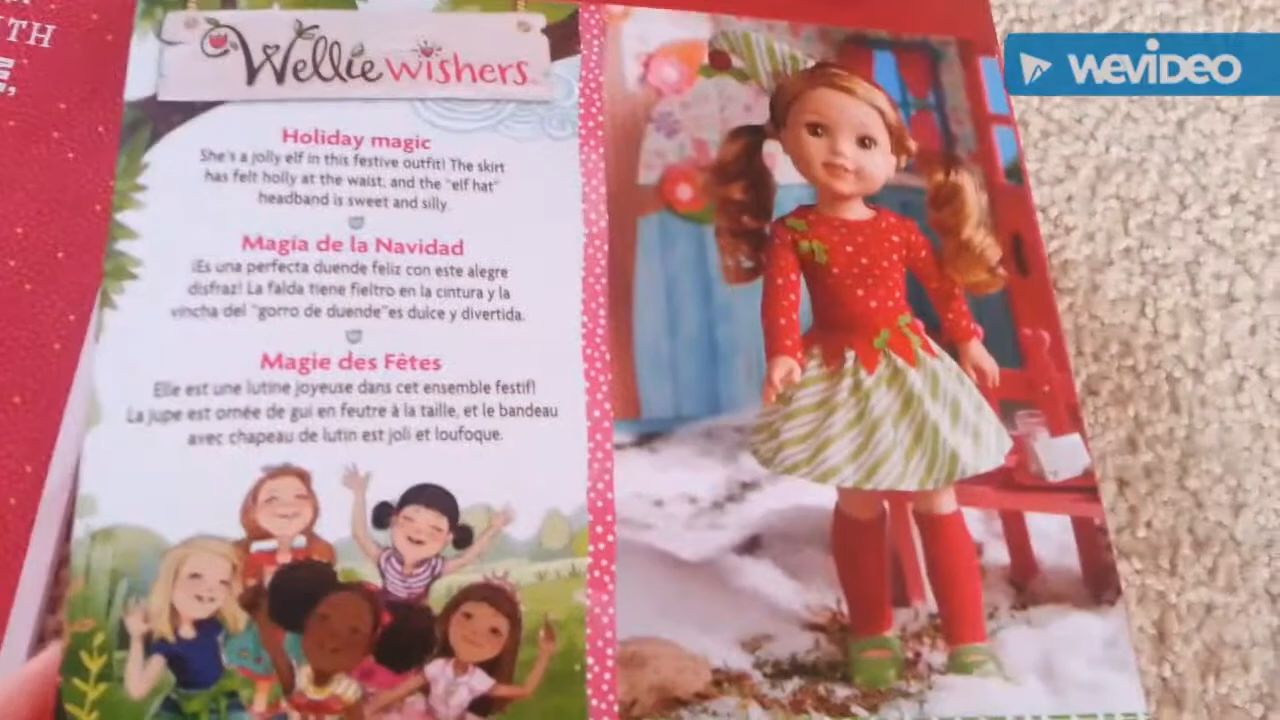 TH
Welliewishers
Holiday magic
She's a jolly elf in this festive outfit! The skirt
has felt holly at the waist, and the "elf hat"
headband is sweet and silly.
Magia de la Navidad
¡Es una perfecta duende feliz con este alegre
disfraz! La falda tiene fieltro en la cintura y la
vincha del "gorro de duende"es dulce y divertida.
Magie des Fêtes
Elle est une lutine joyeuse dans cet ensemble festif!
La jupe est ornée de gui en feutre à la taille, et le bandeau
avec chapeau de lutin est joli et loufoque.
WEVIDEO